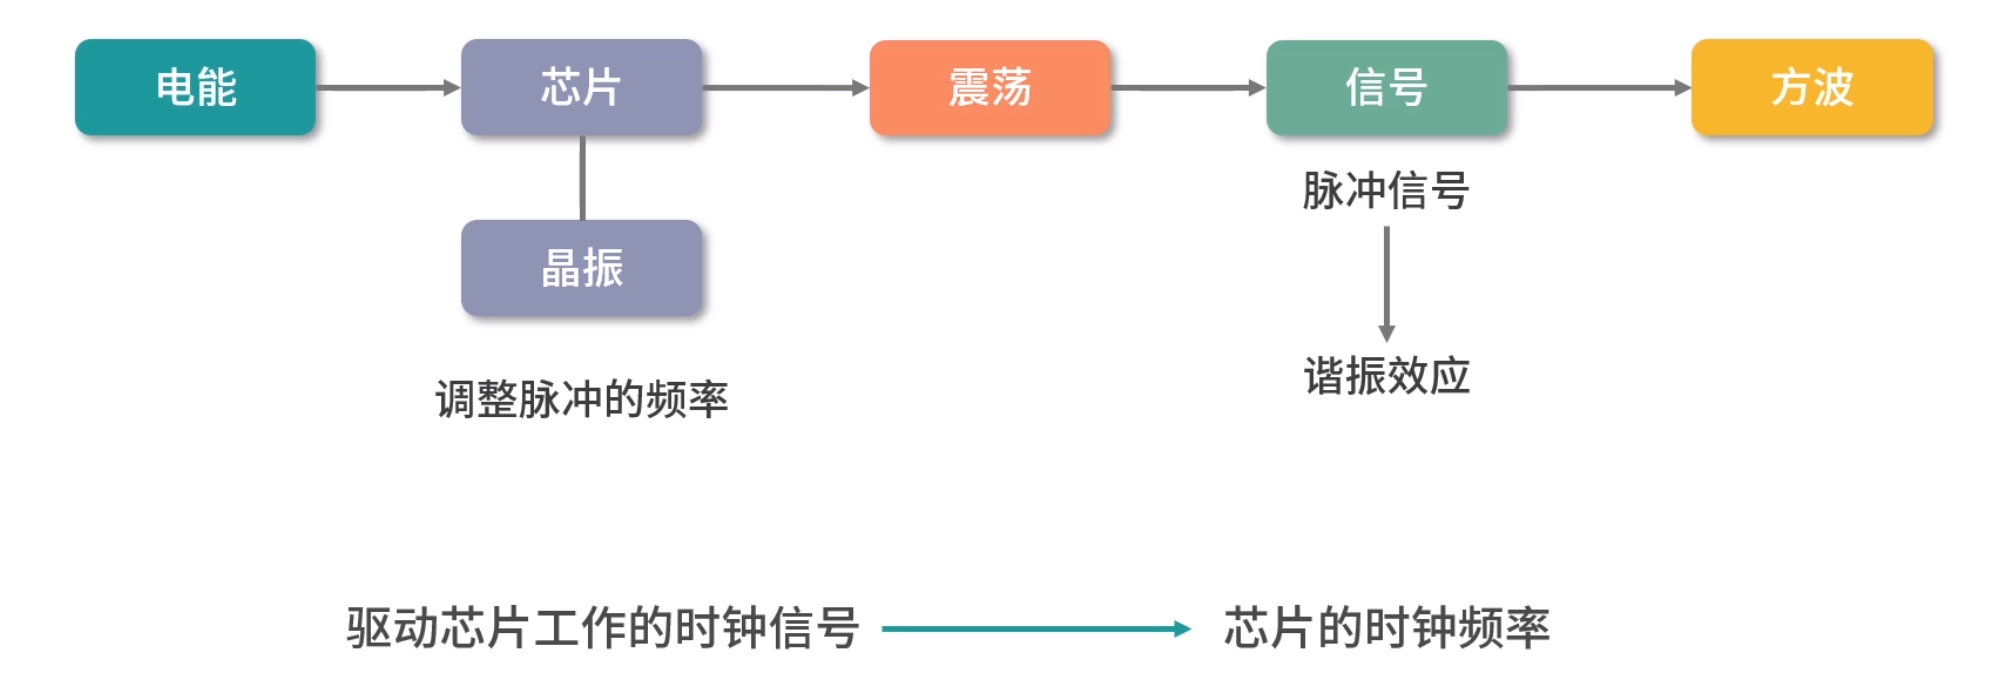 电能
芯片
震荡
信号
方波
脉冲信号
晶振
谐振效应
调整脉冲的频率
驱动芯片工作的时钟信号
芯片的时钟频率